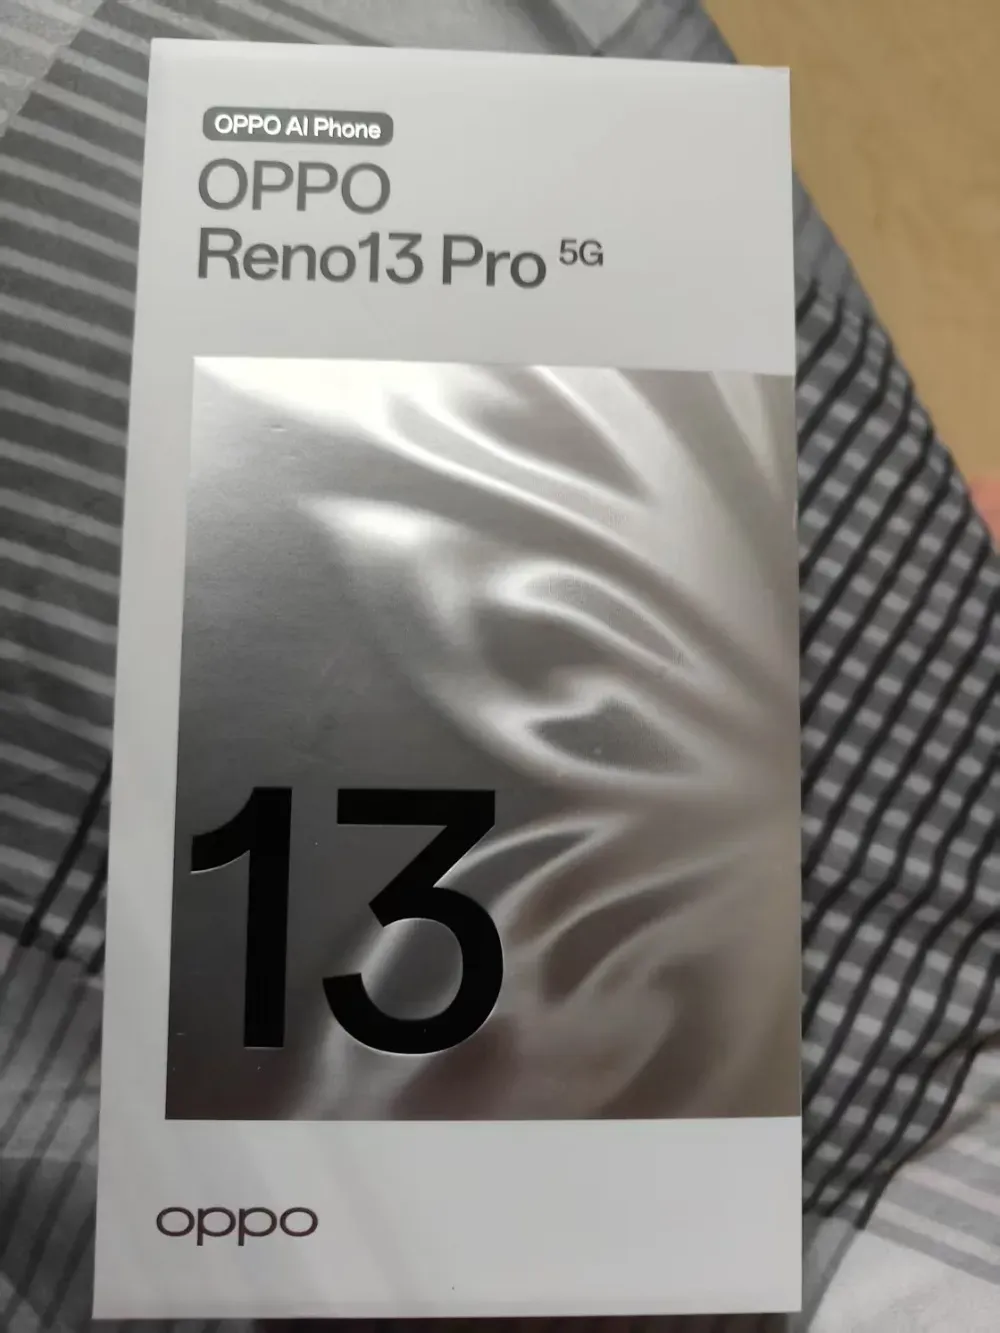 OPPO AI Phone
OPPO
Reno13 Pro 5G
13
oppo